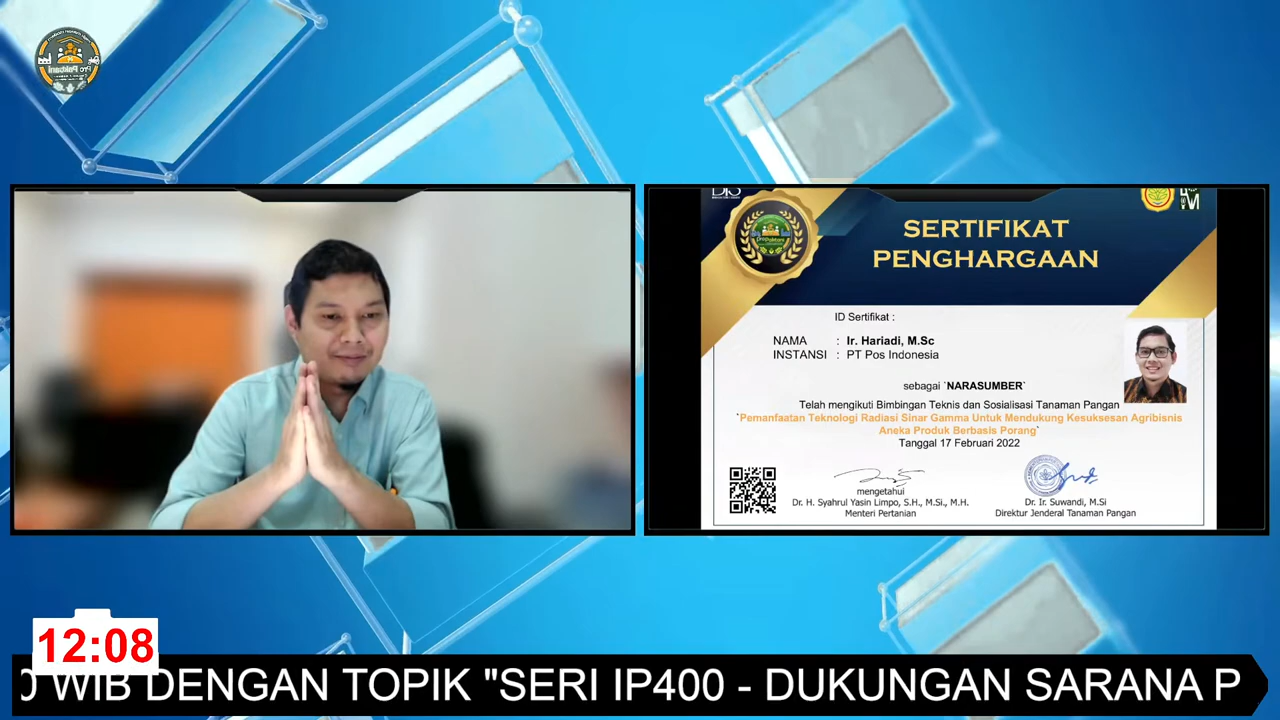 SERTIFIKAT
PENGHARGAAN
ID Sertifikat :
NAMA : Ir. Hariadi, M.Sc
INSTANSI : PT Pos Indonesia
sebagai `NARASUMBER`
Telah mengikuti Bimbingan Teknis dan Sosialisasi Tanaman Pangan
`Pemanfaatan Teknologi Radiasi Sinar Gamma Untuk Mendukung Kesuksesan Agribisnis
Aneka Produk Berbasis Porang`
Tanggal 17 Februari 2022
mengetahui
Dr. H. Syahrul Yasin Limpo, S.H., M.Si., M.H.
Menteri Pertanian
Dr. Ir. Suwandi, M.Si
Direktur Jenderal Tanaman Pangan
12:08
0 WIB DENGAN TOPIK "SERI IP400 - DUKUNGAN SARANA P